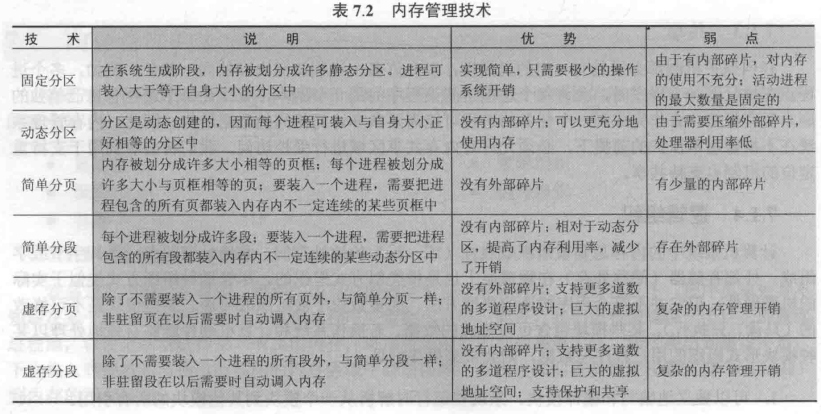 表 7.2 内存管理技术
技 术 说 明 优 势 弱 点
固定分区
在系统生成阶段，内存被划分成许多静态分区。进程可
装入大于等于自身大小的分区中
实现简单，只需要极少的操作
系统开销
由于有内部碎片，对内存
的使用不充分；活动进程
的最大数量是固定的
动态分区
分区是动态创建的，因而每个进程可装入与自身大小正
好相等的分区中
没有内部碎片；可以更充分地
使用内存
由于需要压缩外部碎片，
处理器利用率低
简单分页
内存被划分成许多大小相等的页框；每个进程被划分成
许多大小与页框相等的页；要装入一个进程，需要把进
程包含的所有页都装入内存内不一定连续的某些页框中
没有外部碎片
有少量的内部碎片
简单分段
每个进程被划分成许多段；要装入一个进程，需要把进程
包含的所有段都装入内存内不一定连续的某些动态分区中
没有内部碎片；相对于动态分
区，提高了内存利用率，减少
了开销
存在外部碎片
虚存分页
除了不需要装入一个进程的所有页外，与简单分页一样；
非驻留页在以后需要时自动调入内存
没有外部碎片；支持更多道数
的多道程序设计；巨大的虚拟
地址空间
复杂的内存管理开销
虚存分段
除了不需要装入一个进程的所有段外，与简单分段一样；
非驻留段在以后需要时自动调入内存
没有内部碎片；支持更多道数
的多道程序设计；巨大的虚拟
地址空间；支持保护和共享
复杂的内存管理开销